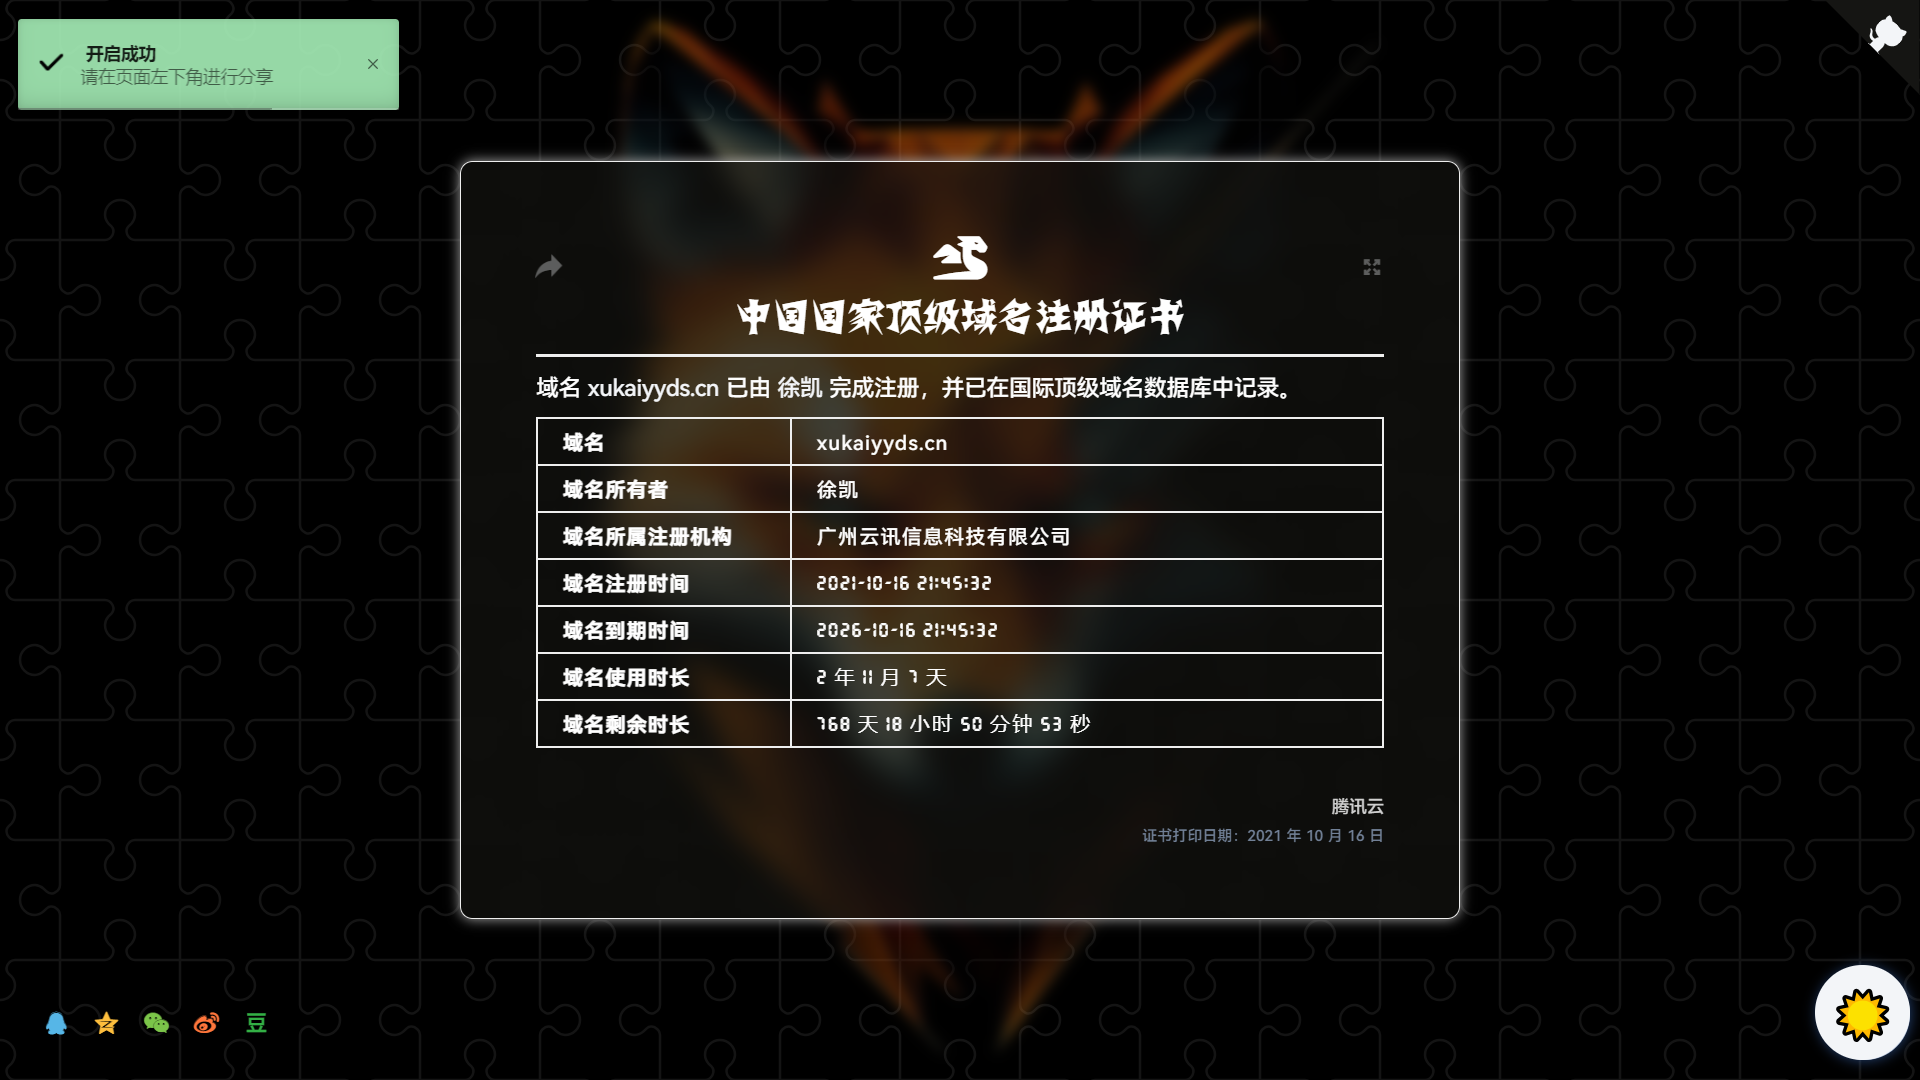 开启成功
请在页面左下角进行分享
中国国家顶级域名注册证书
域名 xukaiyyds.cn 已由 徐凯 完成注册，并已在国际顶级域名数据库中记录。
域名 xukaiyyds.cn
域名所有者 徐凯
域名所属注册机构 广州云讯信息科技有限公司
域名注册时间 2021-10-16 21:45:32
域名到期时间 2026-10-16 21:45:32
域名使用时长 2 年 11 月 7 天
域名剩余时长 768 天 18 小时 50 分钟 53 秒
腾讯云
证书打印日期：2021 年 10 月 16 日
豆